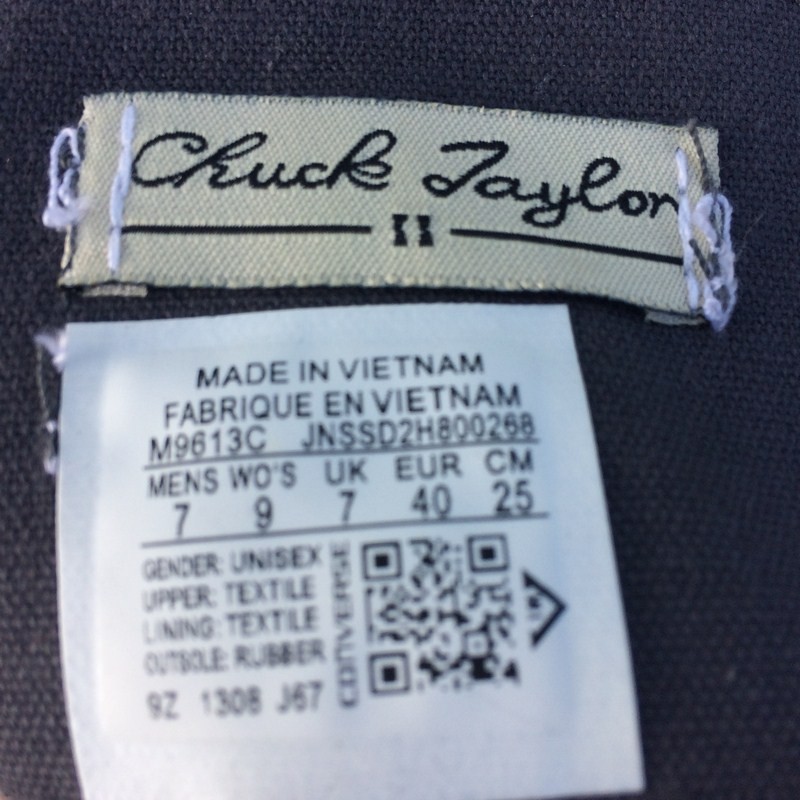 Chuck Taylor
II
MADE IN VIETNAM
FABRIQUE EN VIETNAM
M9613C JNSSD2H800268
MENS WO'S UK EUR CM
7 9 7 40 25
GENDER: UNISEX
UPPER: TEXTILE
LINING: TEXTILE
OUTSOLE: RUBBER
9Z 1308 J67
CONVERSE